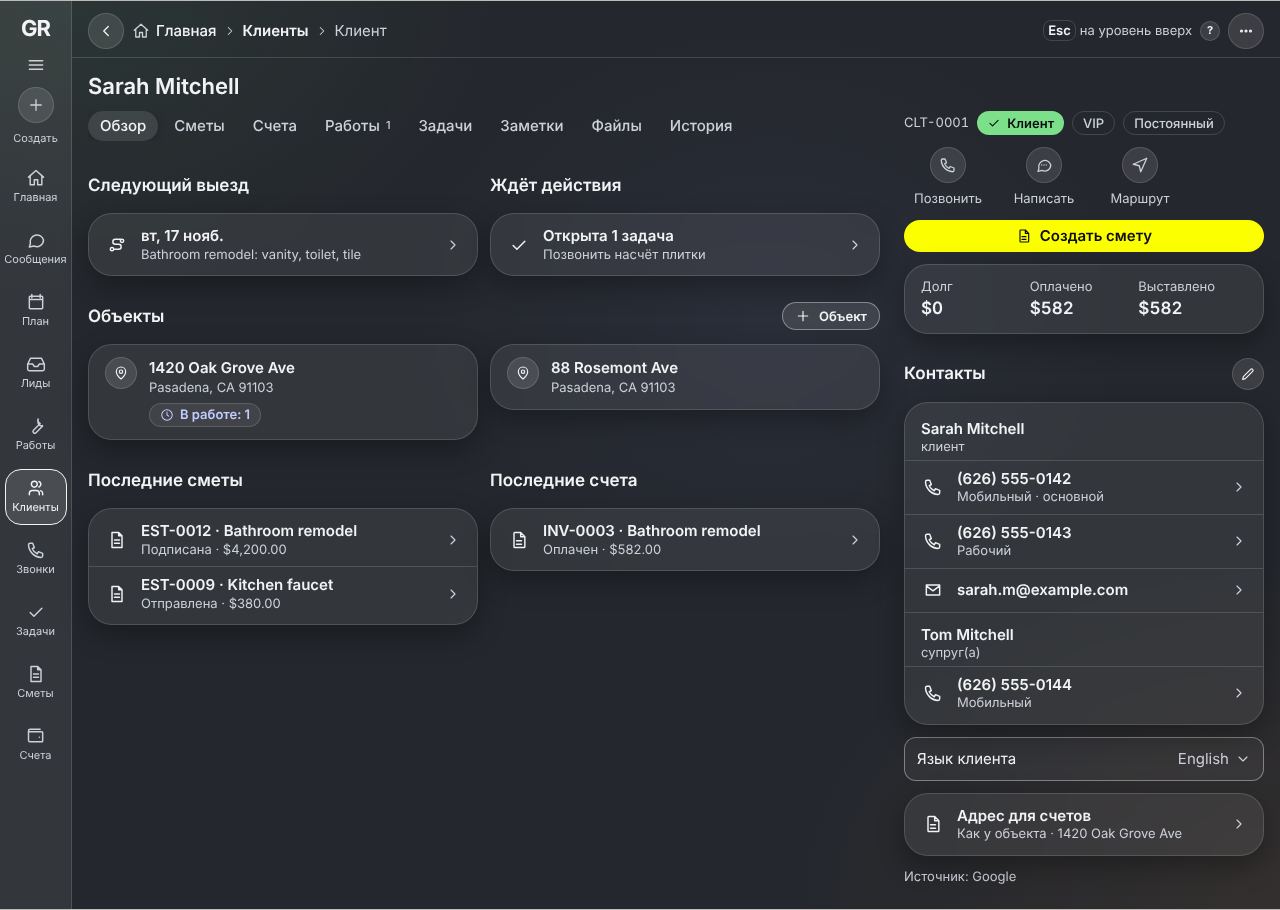 GR
Создать
Главная
Сообщения
План
Лиды
Работы
Клиенты
Звонки
Задачи
Сметы
Счета
Главная
Клиенты
Клиент
Esc на уровень вверх ?
Sarah Mitchell
Обзор Сметы Счета Работы 1 Задачи Заметки Файлы История
Следующий выезд
вт, 17 нояб.
Bathroom remodel: vanity, toilet, tile
Ждёт действия
Открыта 1 задача
Позвонить насчёт плитки
Объекты
Объект
1420 Oak Grove Ave
Pasadena, CA 91103
В работе: 1
88 Rosemont Ave
Pasadena, CA 91103
Последние сметы
EST-0012 · Bathroom remodel
Подписана · $4,200.00
EST-0009 · Kitchen faucet
Отправлена · $380.00
Последние счета
INV-0003 · Bathroom remodel
Оплачен · $582.00
CLT-0001 Клиент VIP Постоянный
Позвонить Написать Маршрут
Создать смету
Долг Оплачено Выставлено
$0 $582 $582
Контакты
Sarah Mitchell
клиент
(626) 555-0142
Мобильный · основной
(626) 555-0143
Рабочий
sarah.m@example.com
Tom Mitchell
супруг(а)
(626) 555-0144
Мобильный
Язык клиента English
Адрес для счетов
Как у объекта · 1420 Oak Grove Ave
Источник: Google